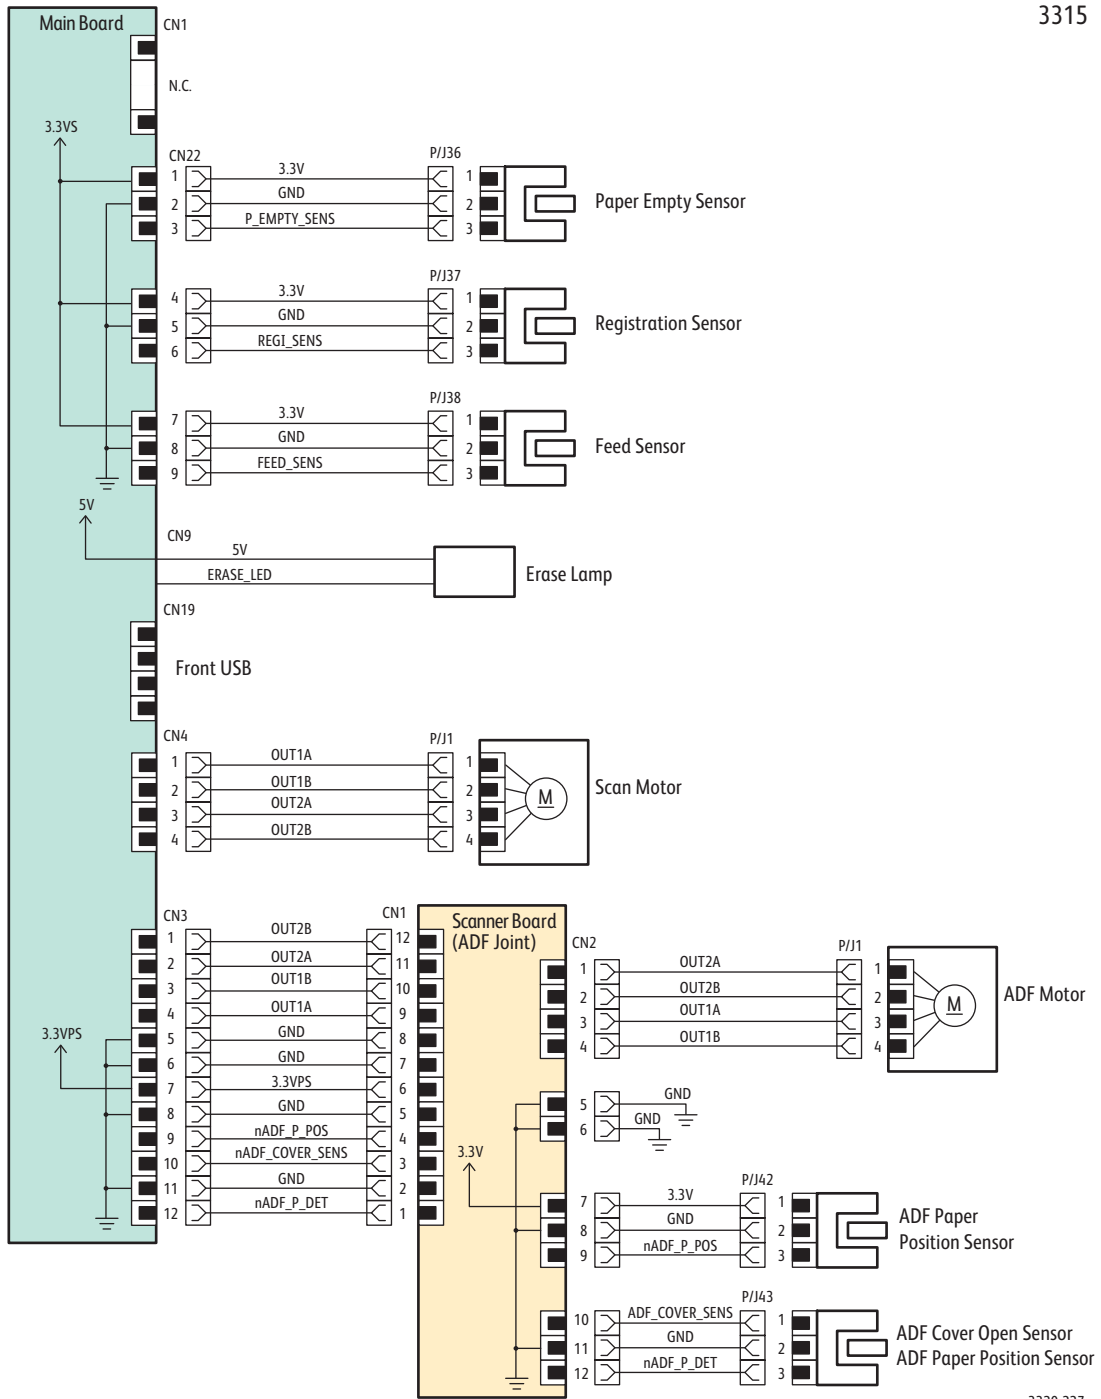 3315
Main Board
CN1
N.C.
3.3VS
CN22
P/J36
1 3.3V 1
2 GND 2
3 P_EMPTY_SENS 3
Paper Empty Sensor
P/J37
4 3.3V 1
5 GND 2
6 REGI_SENS 3
Registration Sensor
P/J38
7 3.3V 1
8 GND 2
9 FEED_SENS 3
Feed Sensor
5V
CN9
5V
ERASE_LED
Erase Lamp
CN19
Front USB
CN4
P/J1
1 OUT1A 1
2 OUT1B 2
3 OUT2A 3
4 OUT2B 4
M
Scan Motor
CN3
CN1
1 OUT2B 12
2 OUT2A 11
3 OUT1B 10
4 OUT1A 9
5 GND 8
6 GND 7
7 3.3VPS 6
8 GND 5
9 nADF_P_POS 4
10 nADF_COVER_SENS 3
11 GND 2
12 nADF_P_DET 1
3.3VPS
Scanner Board
(ADF Joint)
CN2
P/J1
1 OUT2A 1
2 OUT2B 2
3 OUT1A 3
4 OUT1B 4
M
ADF Motor
5 GND
6 GND
3.3V
P/J42
7 3.3V 1
8 GND 2
9 nADF_P_POS 3
ADF Paper
Position Sensor
P/J43
10 ADF_COVER_SENS 1
11 GND 2
12 nADF_P_DET 3
ADF Cover Open Sensor
ADF Paper Position Sensor